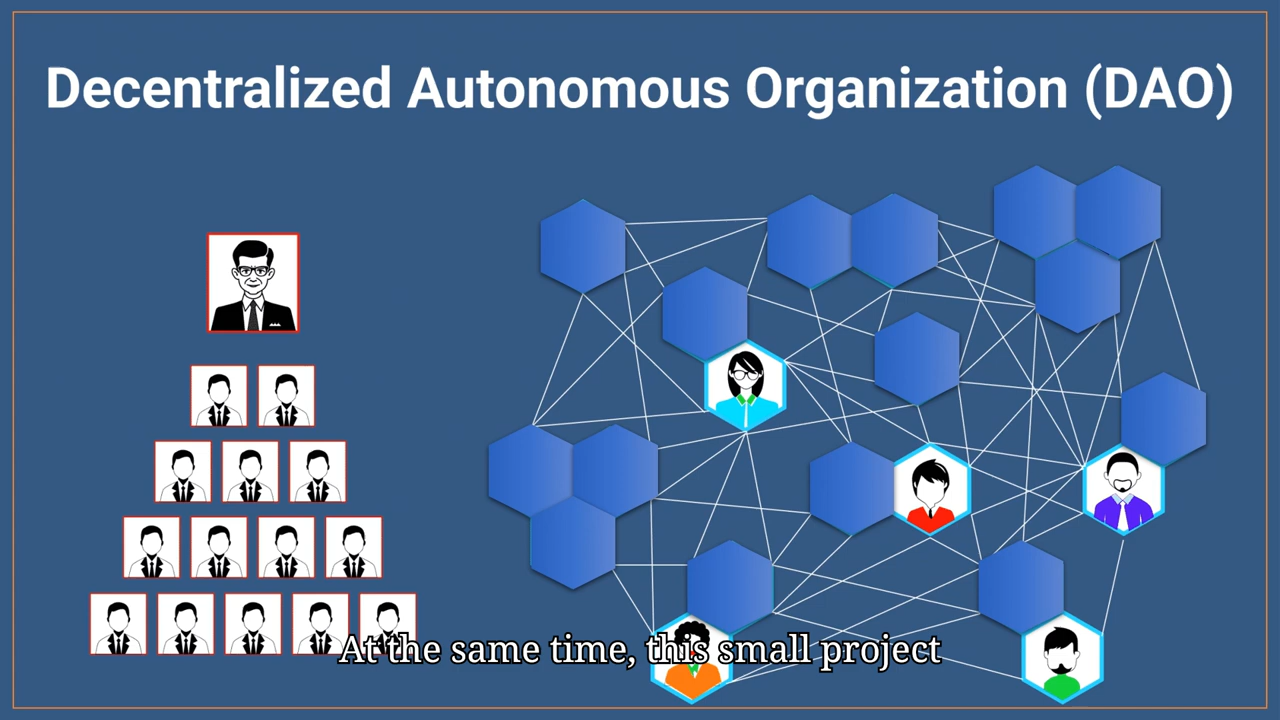 Decentralized Autonomous Organization (DAO)
At the same time, this small project